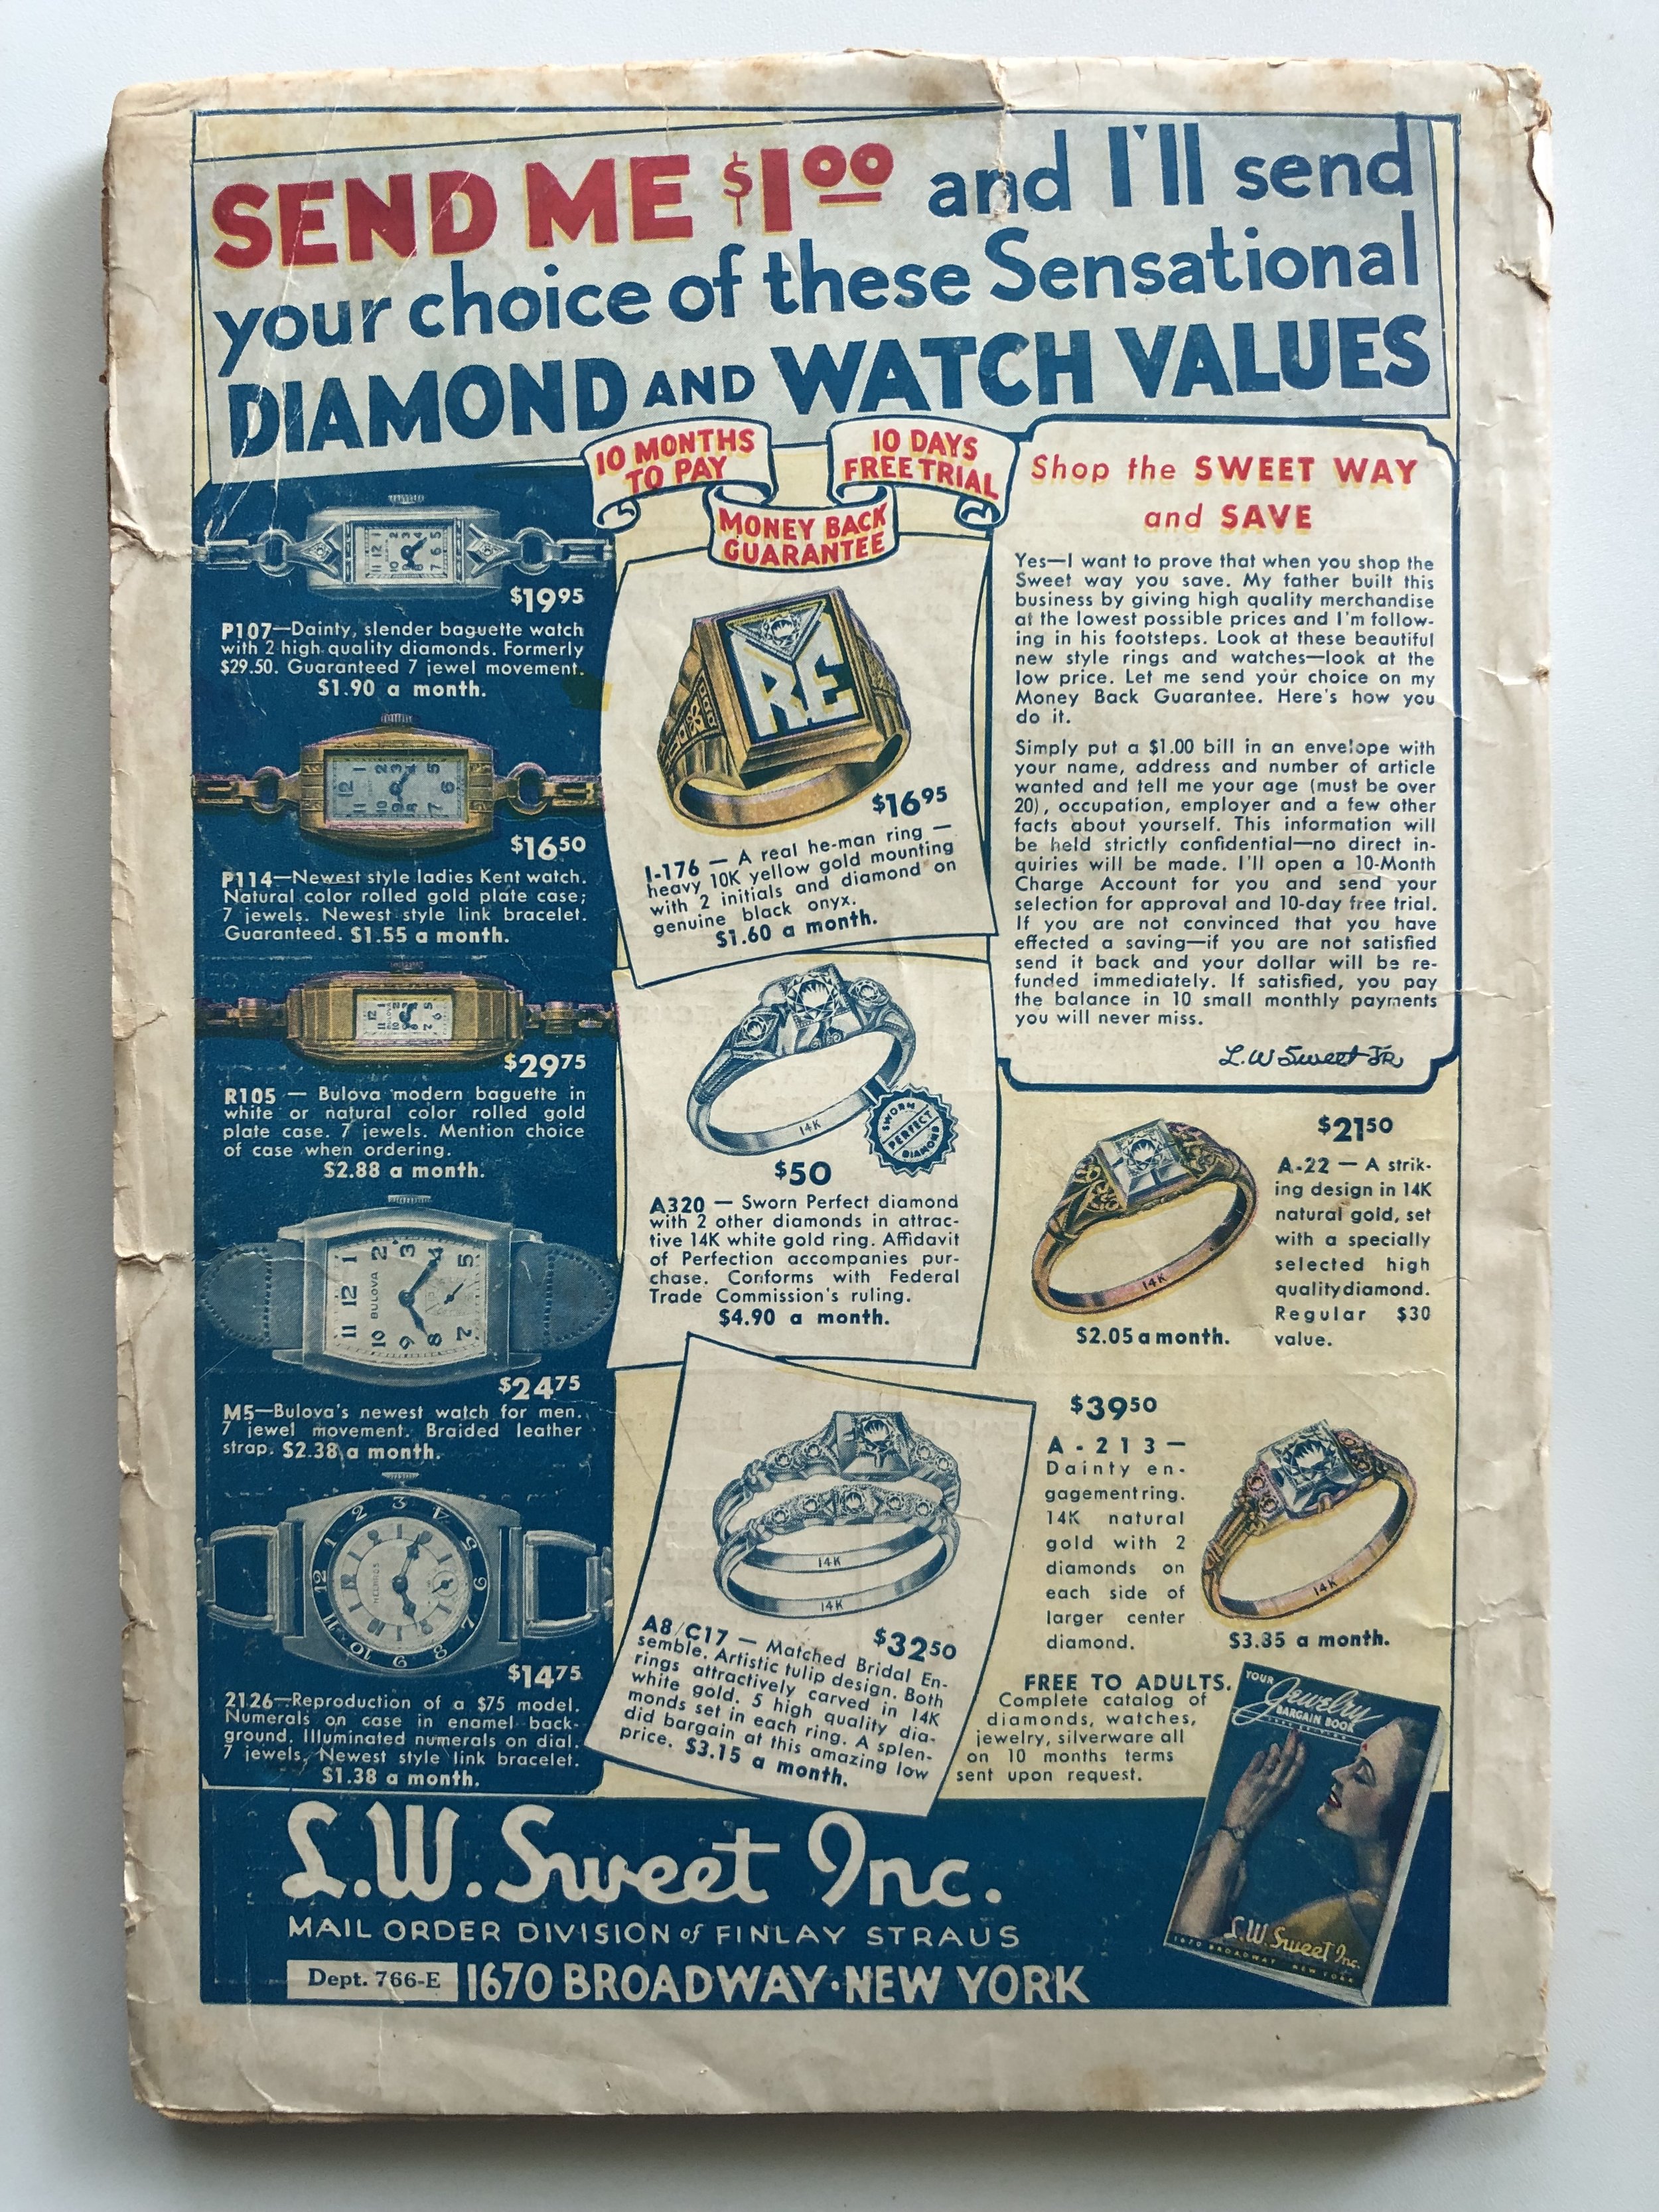 SEND ME $1.00 and I'll send
your choice of these Sensational
DIAMOND AND WATCH VALUES
10 MONTHS
TO PAY
10 DAYS
FREE TRIAL
MONEY BACK
GUARANTEE
$19.95
P107—Dainty, slender baguette watch
with 2 high quality diamonds. Formerly
$29.50. Guaranteed 7 jewel movement.
$1.90 a month.
$16.50
P114—Newest style ladies Kent watch.
Natural color rolled gold plate case;
7 jewels. Newest style link bracelet.
Guaranteed. $1.55 a month.
BULOVA
$29.75
R105 — Bulova modern baguette in
white or natural color rolled gold
plate case. 7 jewels. Mention choice
of case when ordering.
$2.88 a month.
BULOVA
$24.75
M5—Bulova's newest watch for men.
7 jewel movement. Braided leather
strap. $2.38 a month.
$14.75
2126—Reproduction of a $75 model.
Numerals on case in enamel back-
ground. Illuminated numerals on dial.
7 jewels. Newest style link bracelet.
$1.38 a month.
RE
$16.95
I-176 — A real he-man ring —
heavy 10K yellow gold mounting
with 2 initials and diamond on
genuine black onyx.
$1.60 a month.
14K
SWORN
PERFECT
DIAMOND
$50
A320 — Sworn Perfect diamond
with 2 other diamonds in attrac-
tive 14K white gold ring. Affidavit
of Perfection accompanies pur-
chase. Conforms with Federal
Trade Commission's ruling.
$4.90 a month.
14K
14K
$32.50
A8/C17 — Matched Bridal En-
semble. Artistic tulip design. Both
rings attractively carved in 14K
white gold. 5 high quality dia-
monds set in each ring. A splen-
did bargain at this amazing low
price. $3.15 a month.
Shop the SWEET WAY
and SAVE
Yes—I want to prove that when you shop the
Sweet way you save. My father built this
business by giving high quality merchandise
at the lowest possible prices and I'm follow-
ing in his footsteps. Look at these beautiful
new style rings and watches—look at the
low price. Let me send your choice on my
Money Back Guarantee. Here's how you
do it.
Simply put a $1.00 bill in an envelope with
your name, address and number of article
wanted and tell me your age (must be over
20), occupation, employer and a few other
facts about yourself. This information will
be held strictly confidential—no direct in-
quiries will be made. I'll open a 10-Month
Charge Account for you and send your
selection for approval and 10-day free trial.
If you are not convinced that you have
effected a saving—if you are not satisfied
send it back and your dollar will be re-
funded immediately. If satisfied, you pay
the balance in 10 small monthly payments
you will never miss.
L.W Sweet JR
$21.50
A-22 — A strik-
ing design in 14K
natural gold, set
with a specially
selected high
quality diamond.
Regular $30
value.
14K
$2.05 a month.
$39.50
A-213—
Dainty en-
gagement ring.
14K natural
gold with 2
diamonds on
each side of
larger center
diamond.
14K
$3.85 a month.
FREE TO ADULTS.
Complete catalog of
diamonds, watches,
jewelry, silverware all
on 10 months terms
sent upon request.
YOUR
Jewelry
BARGAIN BOOK
L.W. Sweet Inc.
1670 BROADWAY NEW YORK
L.W. Sweet Inc.
MAIL ORDER DIVISION of FINLAY STRAUS
Dept. 766-E 1670 BROADWAY·NEW YORK